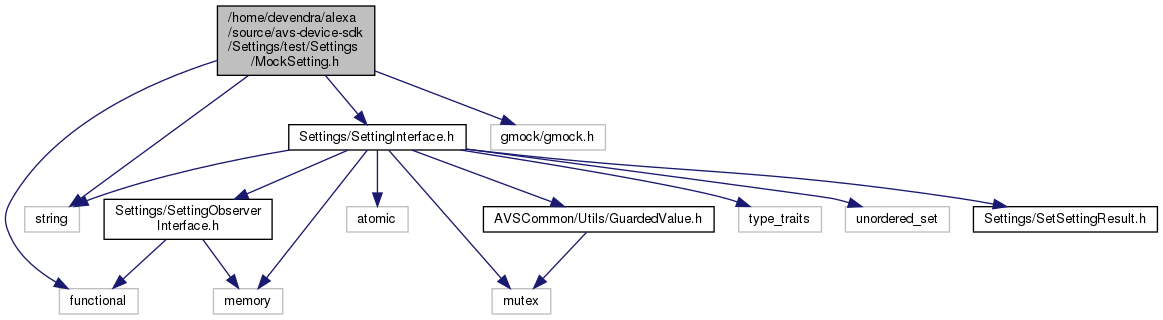 /home/devendra/alexa
/source/avs-device-sdk
/Settings/test/Settings
/MockSetting.h
Settings/SettingInterface.h
gmock/gmock.h
string
Settings/SettingObserver
Interface.h
atomic
AVSCommon/Utils/GuardedValue.h
type_traits
unordered_set
Settings/SetSettingResult.h
functional
memory
mutex